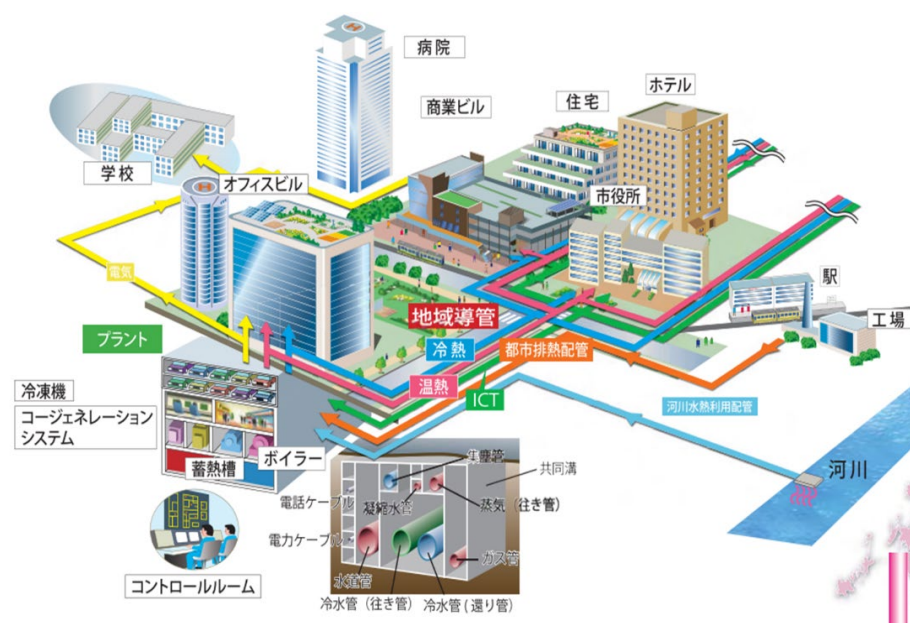 病院
商業ビル
住宅
ホテル
学校
オフィスビル
市役所
電気
駅
工場
プラント
地域導管
冷熱
都市排熱配管
温熱
ICT
河川水熱利用配管
冷凍機
コージェネレーション
システム
蓄熱槽
ボイラー
河川
集塵管
共同溝
電話ケーブル
凝縮水管
蒸気(往き管)
電力ケーブル
水道管
ガス管
冷水管(往き管)
冷水管(還り管)
コントロールルーム